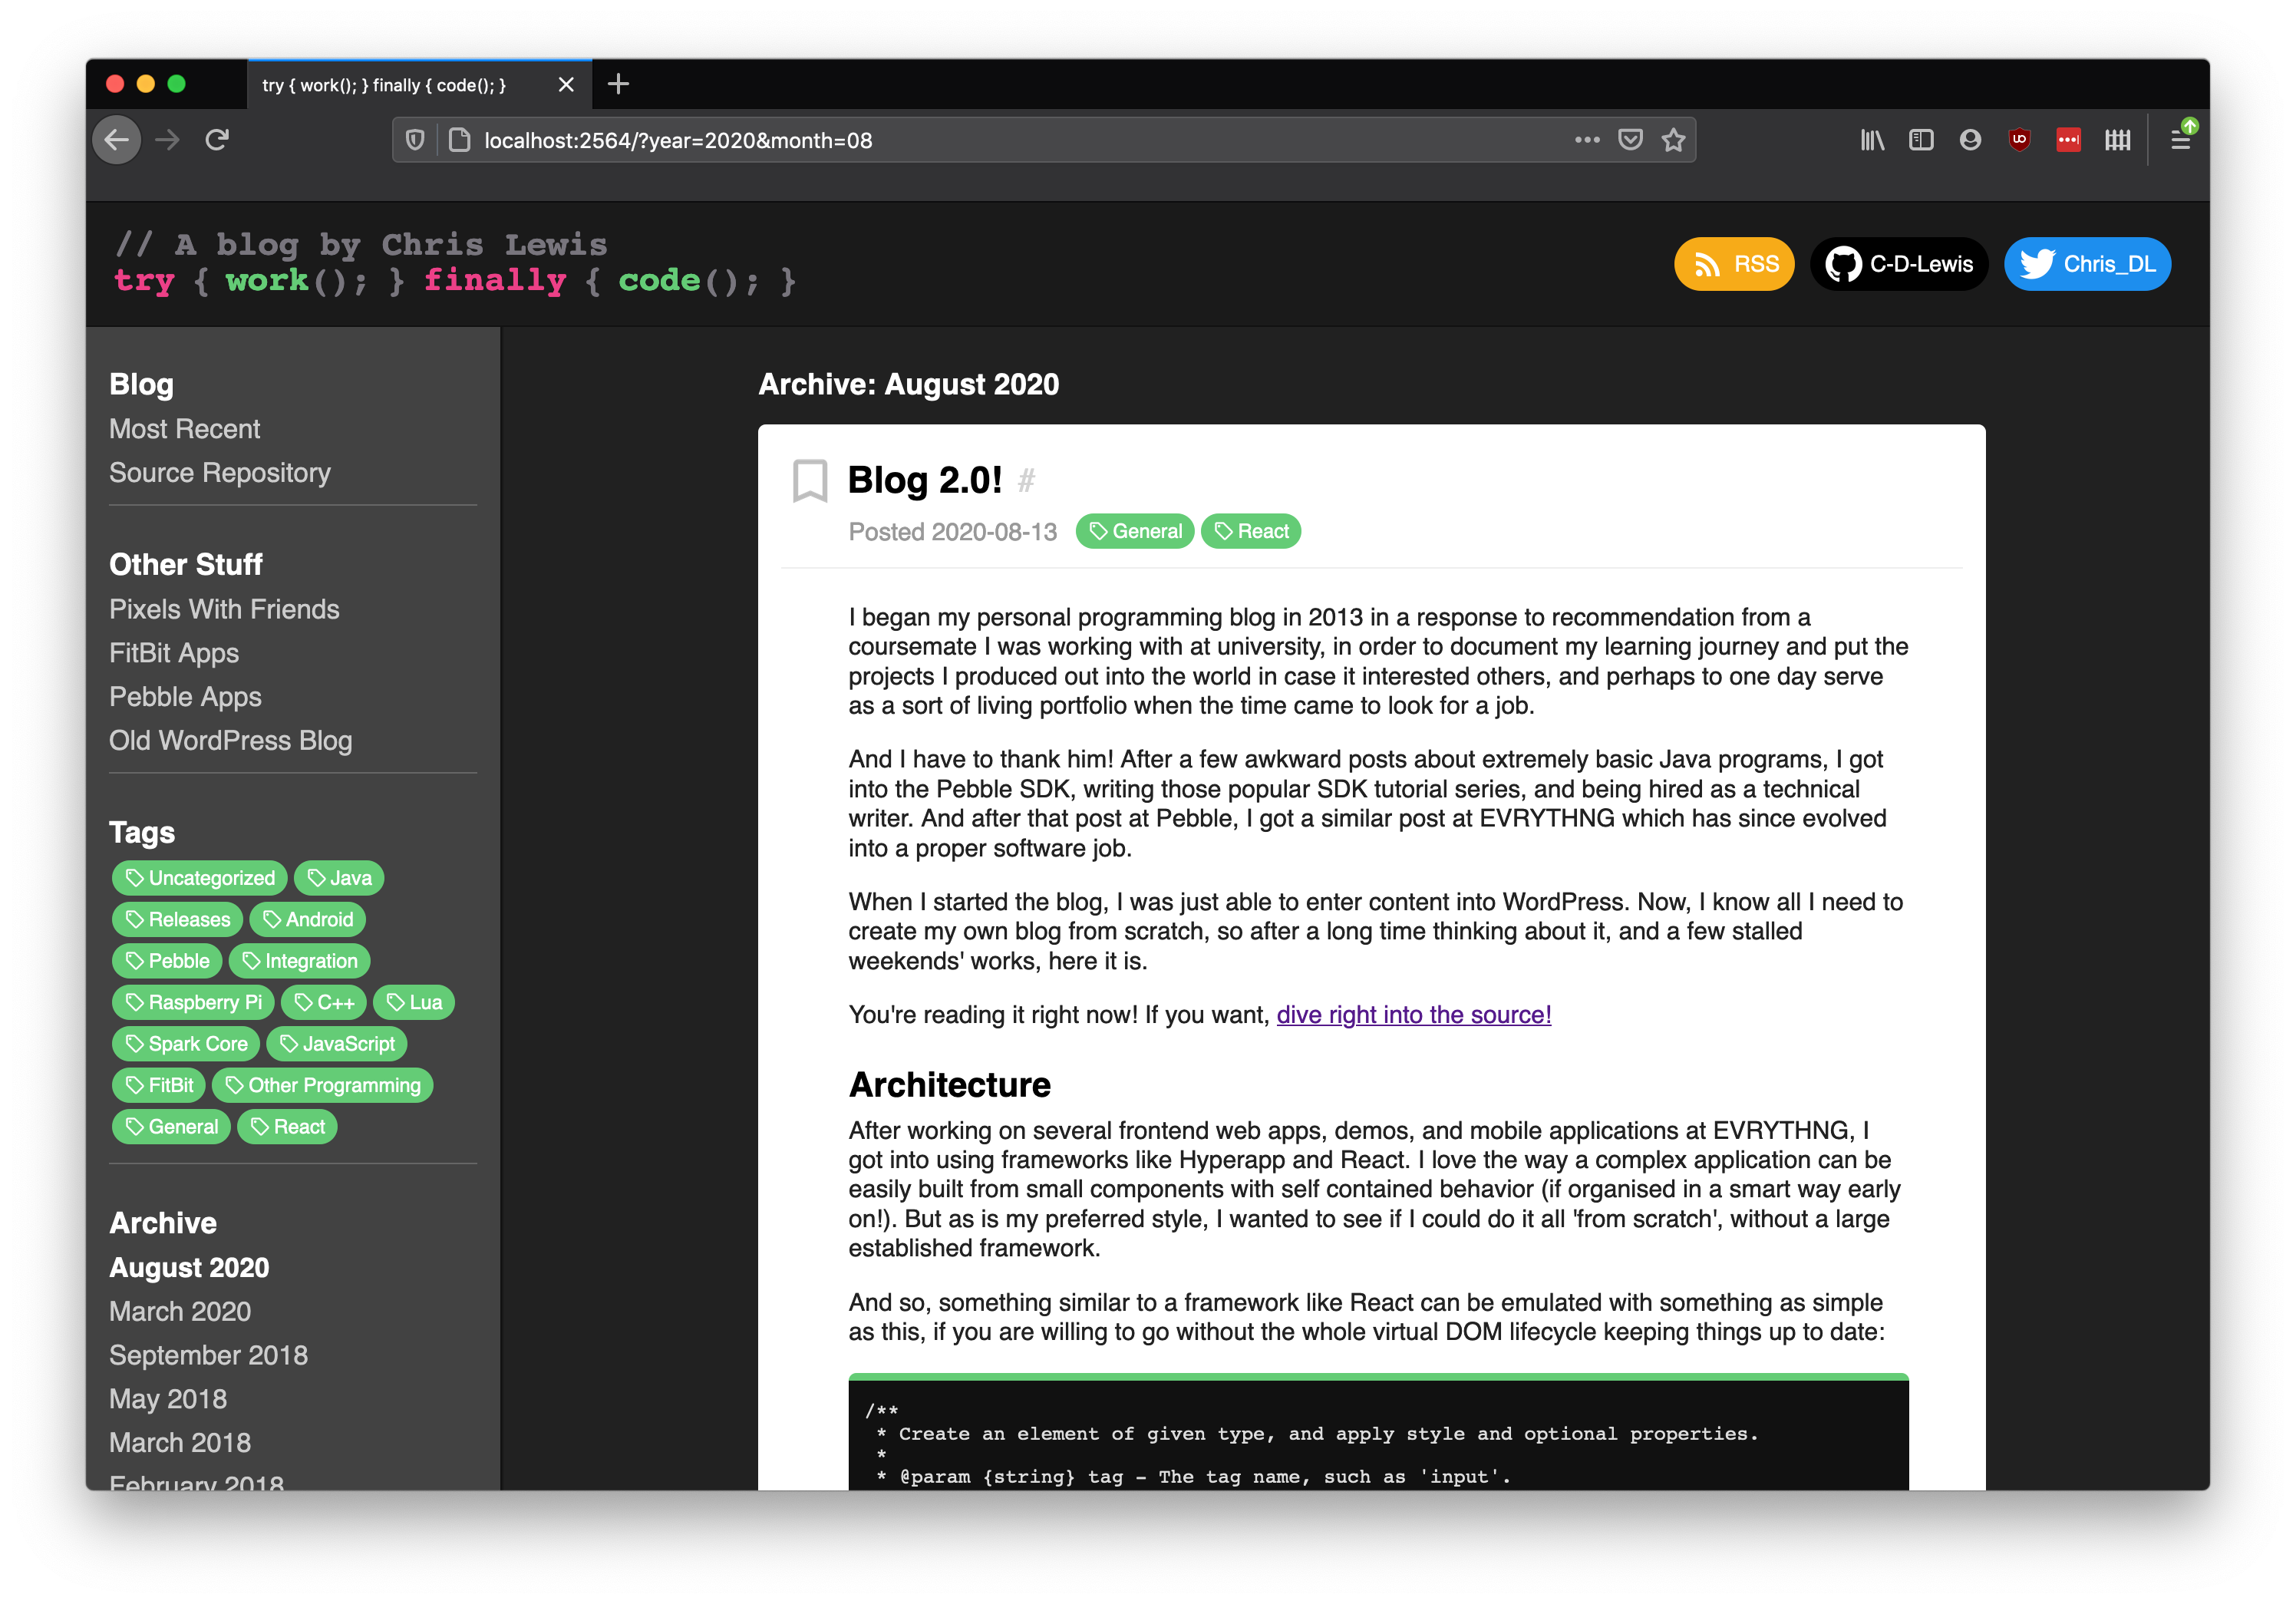 try { work(); } finally { code(); }
localhost:2564/?year=2020&month=08
// A blog by Chris Lewis
try { work(); } finally { code(); }
RSS
C-D-Lewis
Chris_DL
Blog
Most Recent
Source Repository
Other Stuff
Pixels With Friends
FitBit Apps
Pebble Apps
Old WordPress Blog
Tags
Uncategorized Java
Releases Android
Pebble Integration
Raspberry Pi C++ Lua
Spark Core JavaScript
FitBit Other Programming
General React
Archive
August 2020
March 2020
September 2018
May 2018
March 2018
February 2018
Archive: August 2020
Blog 2.0! #
Posted 2020-08-13 General React
I began my personal programming blog in 2013 in a response to recommendation from a
coursemate I was working with at university, in order to document my learning journey and put the
projects I produced out into the world in case it interested others, and perhaps to one day serve
as a sort of living portfolio when the time came to look for a job.
And I have to thank him! After a few awkward posts about extremely basic Java programs, I got
into the Pebble SDK, writing those popular SDK tutorial series, and being hired as a technical
writer. And after that post at Pebble, I got a similar post at EVRYTHNG which has since evolved
into a proper software job.
When I started the blog, I was just able to enter content into WordPress. Now, I know all I need to
create my own blog from scratch, so after a long time thinking about it, and a few stalled
weekends' works, here it is.
You're reading it right now! If you want, dive right into the source!
Architecture
After working on several frontend web apps, demos, and mobile applications at EVRYTHNG, I
got into using frameworks like Hyperapp and React. I love the way a complex application can be
easily built from small components with self contained behavior (if organised in a smart way early
on!). But as is my preferred style, I wanted to see if I could do it all 'from scratch', without a large
established framework.
And so, something similar to a framework like React can be emulated with something as simple
as this, if you are willing to go without the whole virtual DOM lifecycle keeping things up to date:
/**
* Create an element of given type, and apply style and optional properties.
*
* @param {string} tag - The tag name, such as 'input'.